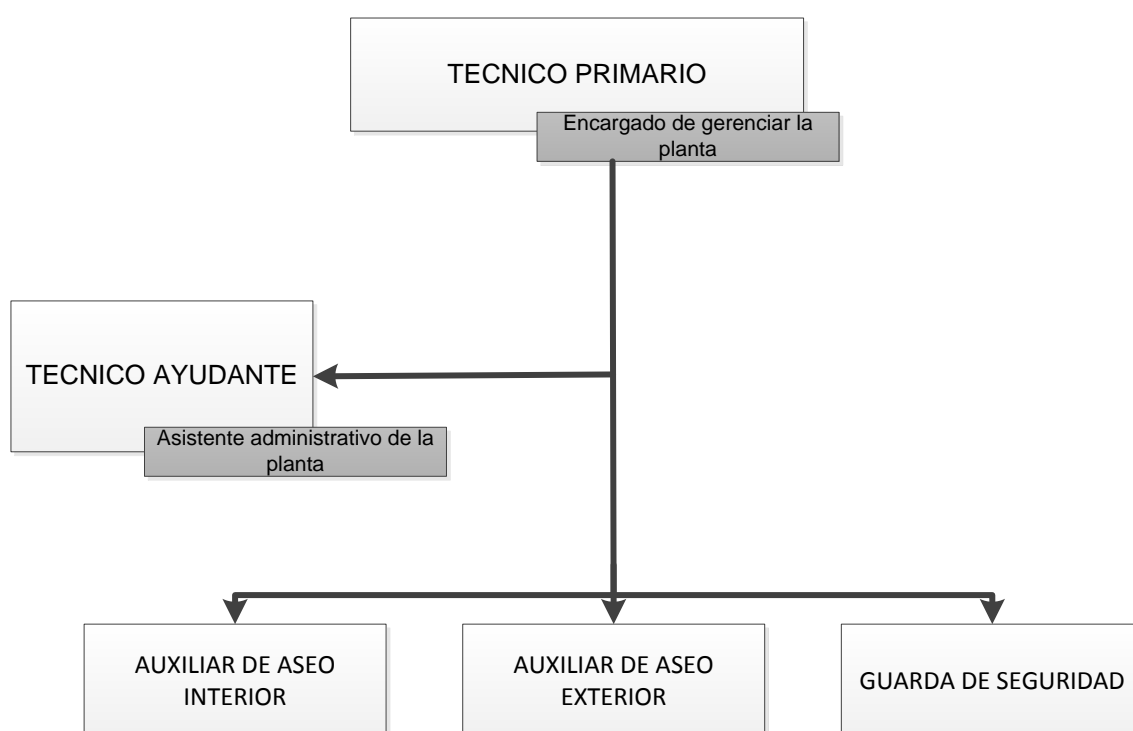 TECNICO PRIMARIO
Encargado de gerenciar la
planta
TECNICO AYUDANTE
Asistente administrativo de la
planta
AUXILIAR DE ASEO
INTERIOR
AUXILIAR DE ASEO
EXTERIOR
GUARDA DE SEGURIDAD